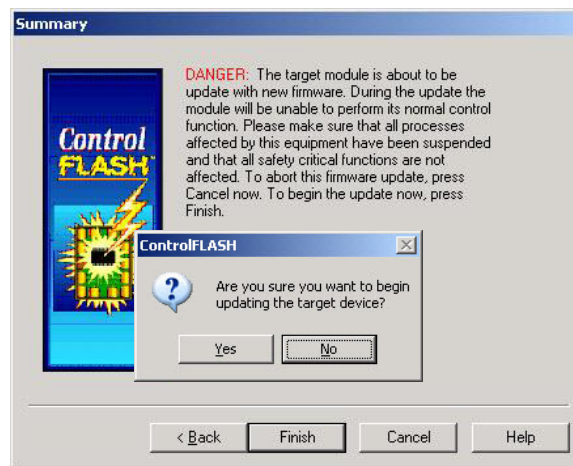 Summary
Control
FLASH
DANGER: The target module is about to be
update with new firmware. During the update the
module will be unable to perform its normal control
function. Please make sure that all processes
affected by this equipment have been suspended
and that all safety critical functions are not
affected. To abort this firmware update, press
Cancel now. To begin the update now, press
Finish.
ControlFLASH
Are you sure you want to begin
updating the target device?
Yes
No
< Back
Finish
Cancel
Help